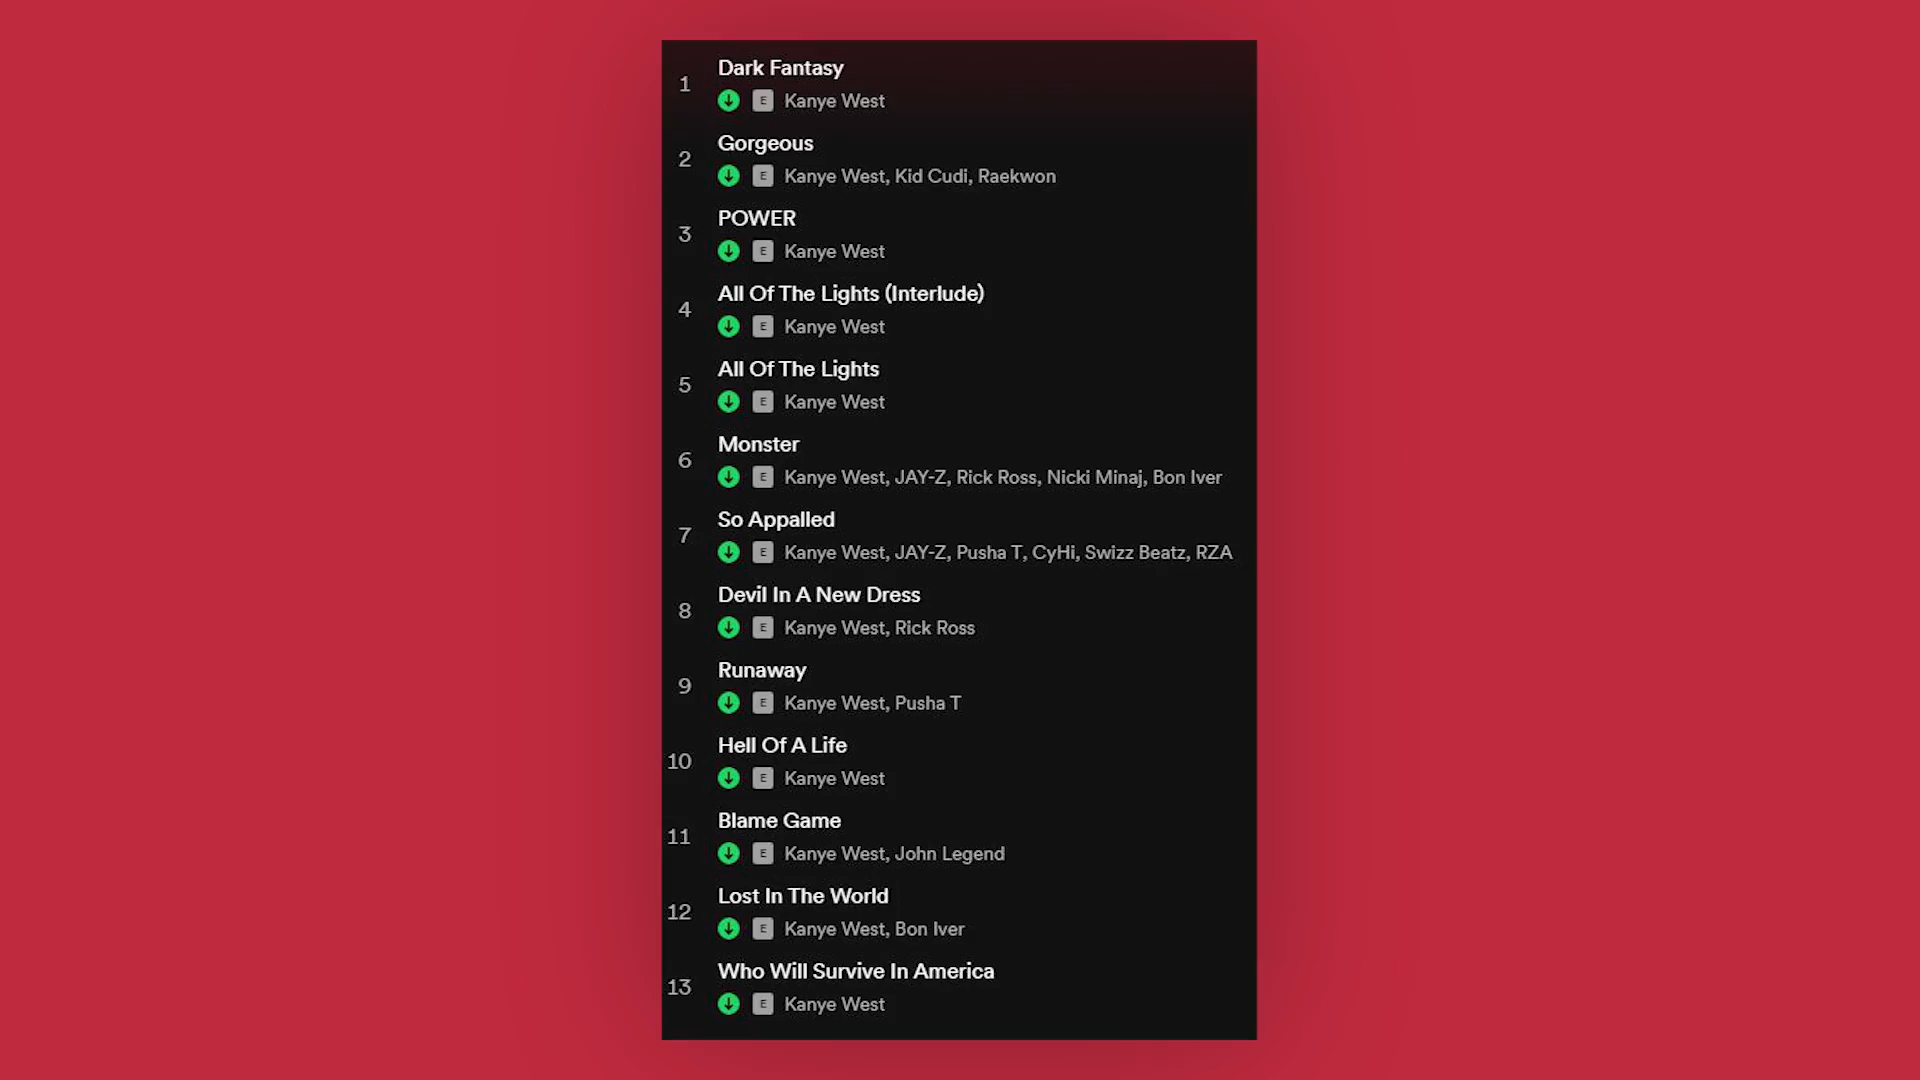 1
Dark Fantasy
E Kanye West
2
Gorgeous
E Kanye West, Kid Cudi, Raekwon
3
POWER
E Kanye West
4
All Of The Lights (Interlude)
E Kanye West
5
All Of The Lights
E Kanye West
6
Monster
E Kanye West, JAY-Z, Rick Ross, Nicki Minaj, Bon Iver
7
So Appalled
E Kanye West, JAY-Z, Pusha T, CyHi, Swizz Beatz, RZA
8
Devil In A New Dress
E Kanye West, Rick Ross
9
Runaway
E Kanye West, Pusha T
10
Hell Of A Life
E Kanye West
11
Blame Game
E Kanye West, John Legend
12
Lost In The World
E Kanye West, Bon Iver
13
Who Will Survive In America
E Kanye West